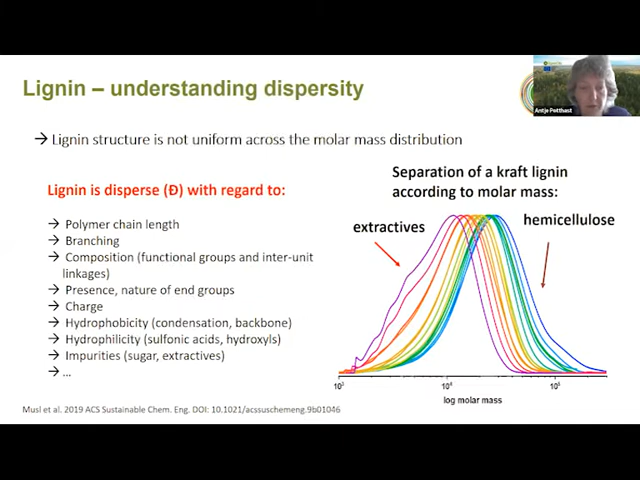 Lignin – understanding dispersity
Antje Potthast
→ Lignin structure is not uniform across the molar mass distribution
Lignin is disperse (Đ) with regard to:
→ Polymer chain length
→ Branching
→ Composition (functional groups and inter-unit
linkages)
→ Presence, nature of end groups
→ Charge
→ Hydrophobicity (condensation, backbone)
→ Hydrophilicity (sulfonic acids, hydroxyls)
→ Impurities (sugar, extractives)
→ ...
Separation of a kraft lignin
according to molar mass:
extractives
hemicellulose
log molar mass
Musl et al. 2019 ACS Sustainable Chem. Eng. DOI: 10.1021/acssuschemeng.9b01046